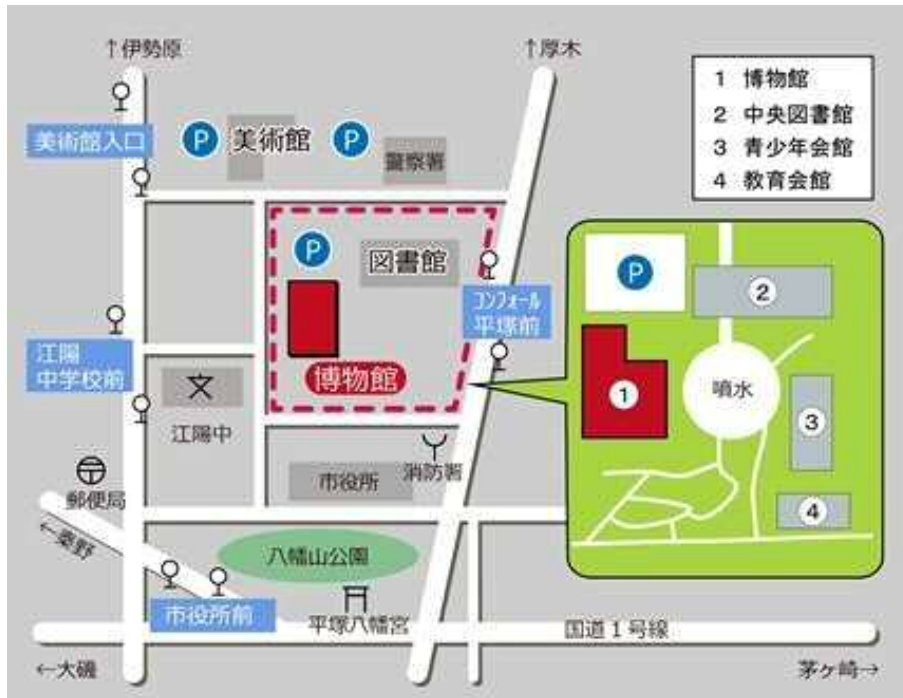 ↑伊勢原
↑厚木
1 博物館
2 中央図書館
3 青少年会館
4 教育会館
美術館入口
P
美術館
P
警察署
P
図書館
コンフォール
平塚前
博物館
江陽
中学校前
文
江陽中
P
2
1
噴水
3
4
郵便局
市役所
消防署
←秦野
八幡山公園
市役所前
平塚八幡宮
国道1号線
←大磯
茅ヶ崎→